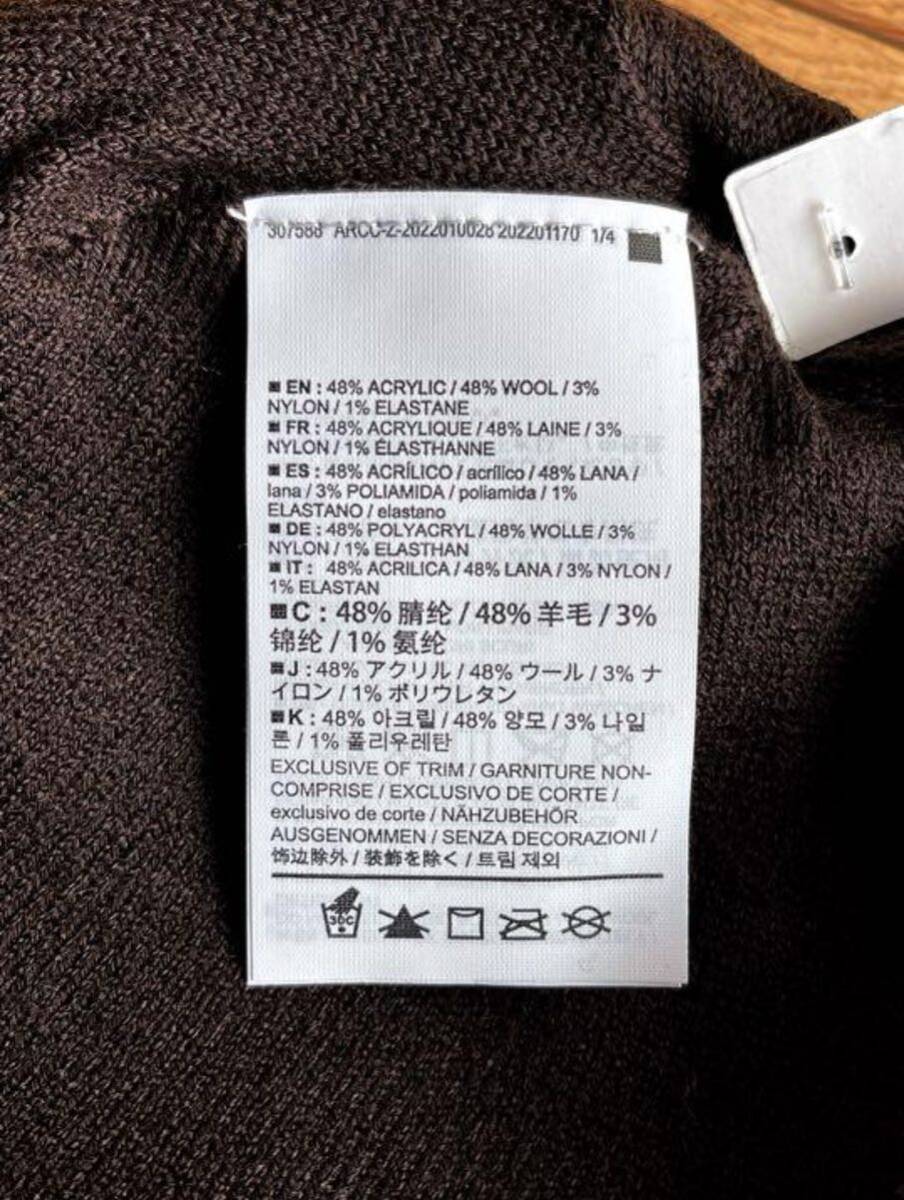 307588 ARCC-Z-2022010028 202201170 1/4
EN : 48% ACRYLIC / 48% WOOL / 3%
NYLON / 1% ELASTANE
FR : 48% ACRYLIQUE / 48% LAINE / 3%
NYLON / 1% ÉLASTHANNE
ES : 48% ACRÍLICO / acrílico / 48% LANA /
lana / 3% POLIAMIDA / poliamida / 1%
ELASTANO / elastano
DE : 48% POLYACRYL / 48% WOLLE / 3%
NYLON / 1% ELASTHAN
IT : 48% ACRILICA / 48% LANA / 3% NYLON /
1% ELASTAN
C : 48% 腈纶 / 48% 羊毛 / 3%
锦纶 / 1% 氨纶
J : 48% アクリル / 48% ウール / 3% ナ
イロン / 1% ポリウレタン
K : 48% 아크릴 / 48% 양모 / 3% 나일
론 / 1% 폴리우레탄
EXCLUSIVE OF TRIM / GARNITURE NON-
COMPRISE / EXCLUSIVO DE CORTE /
exclusivo de corte / NÄHZUBEHÖR
AUSGENOMMEN / SENZA DECORAZIONI /
饰边除外 / 装飾を除く / 트림 제외
30C